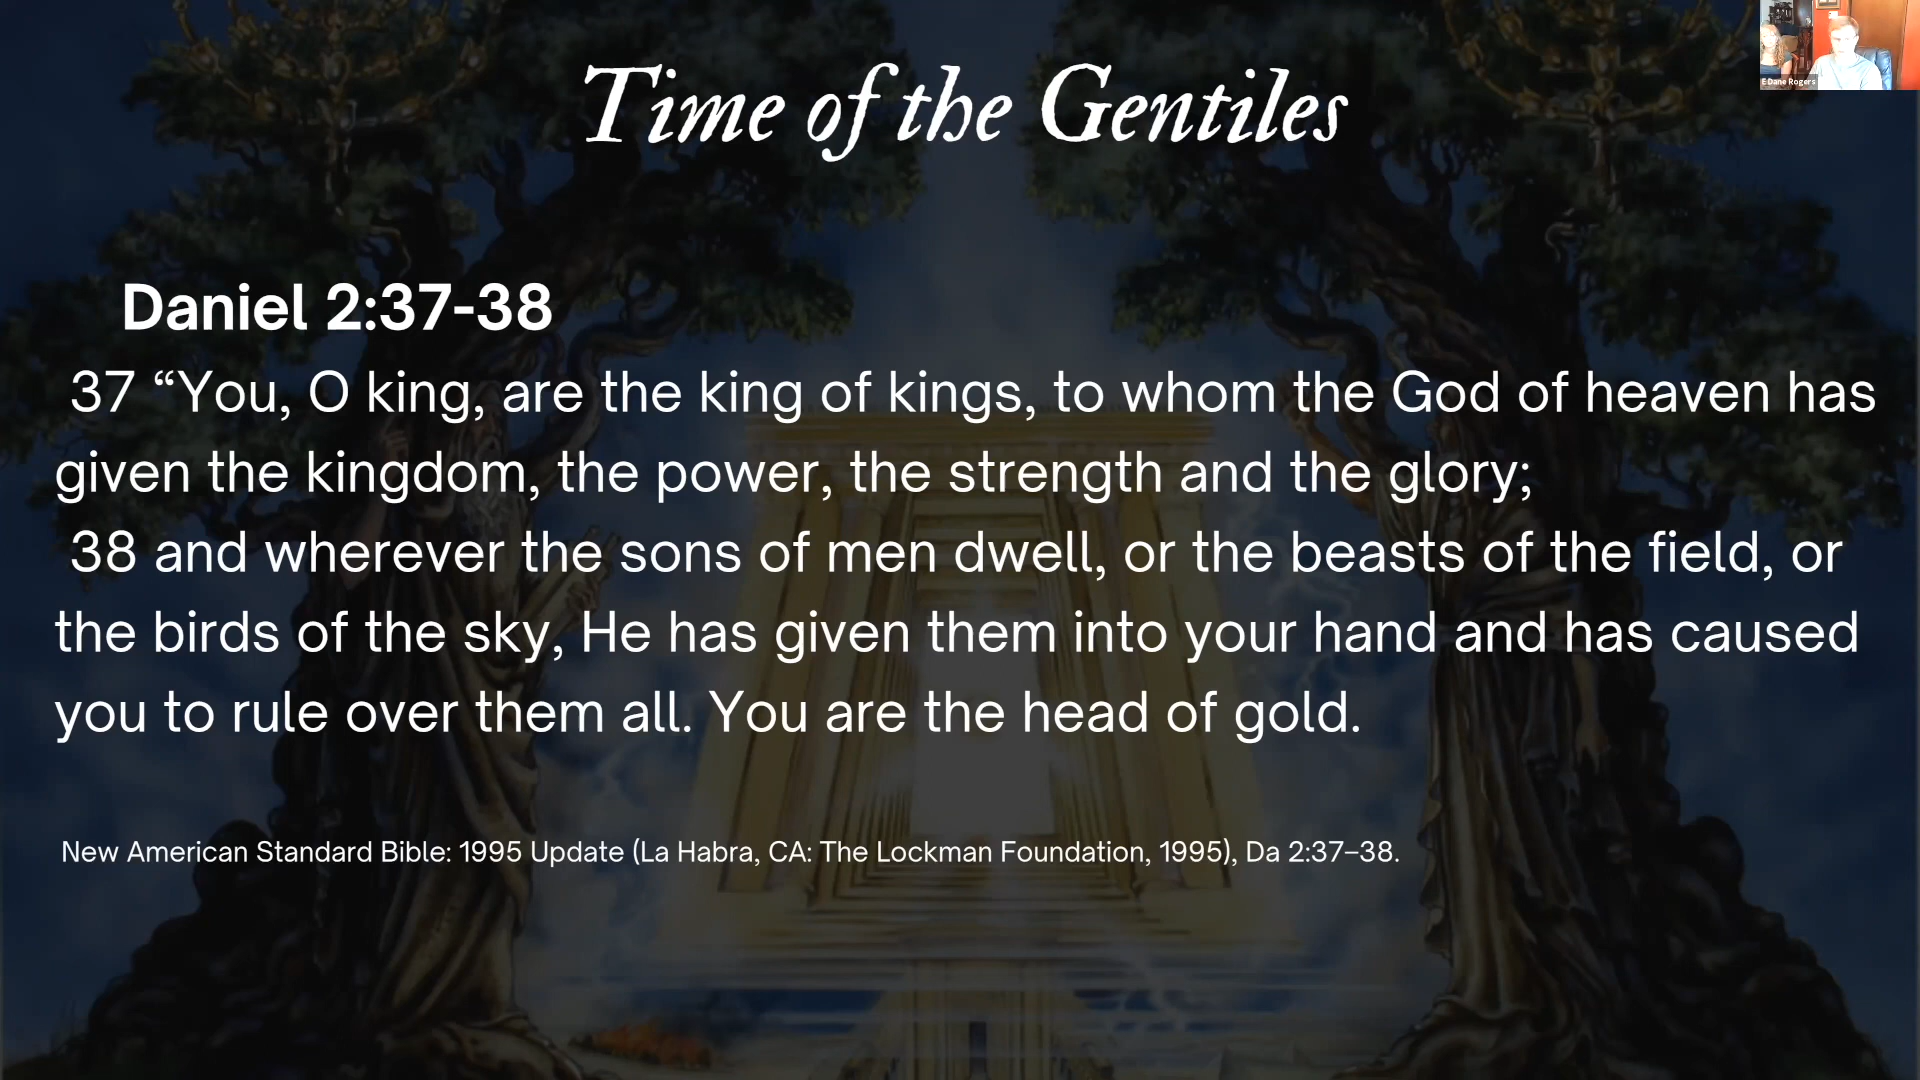 Time of the Gentiles
E Dane Rogers
Daniel 2:37-38
37 “You, O king, are the king of kings, to whom the God of heaven has
given the kingdom, the power, the strength and the glory;
38 and wherever the sons of men dwell, or the beasts of the field, or
the birds of the sky, He has given them into your hand and has caused
you to rule over them all. You are the head of gold.
New American Standard Bible: 1995 Update (La Habra, CA: The Lockman Foundation, 1995), Da 2:37–38.